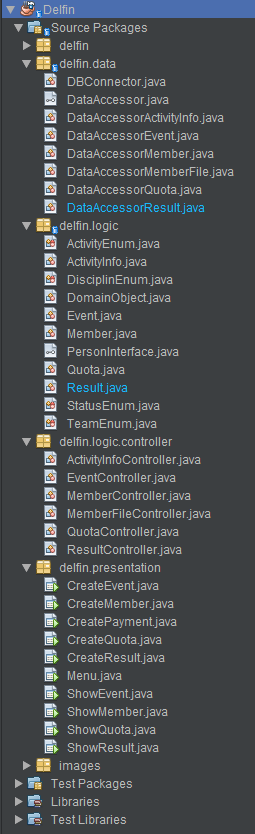 Delfin
Source Packages
delfin
delfin.data
DBConnector.java
DataAccessor.java
DataAccessorActivityInfo.java
DataAccessorEvent.java
DataAccessorMember.java
DataAccessorMemberFile.java
DataAccessorQuota.java
DataAccessorResult.java
delfin.logic
ActivityEnum.java
ActivityInfo.java
DisciplinEnum.java
DomainObject.java
Event.java
Member.java
PersonInterface.java
Quota.java
Result.java
StatusEnum.java
TeamEnum.java
delfin.logic.controller
ActivityInfoController.java
EventController.java
MemberController.java
MemberFileController.java
QuotaController.java
ResultController.java
delfin.presentation
CreateEvent.java
CreateMember.java
CreatePayment.java
CreateQuota.java
CreateResult.java
Menu.java
ShowEvent.java
ShowMember.java
ShowQuota.java
ShowResult.java
images
Test Packages
Libraries
Test Libraries